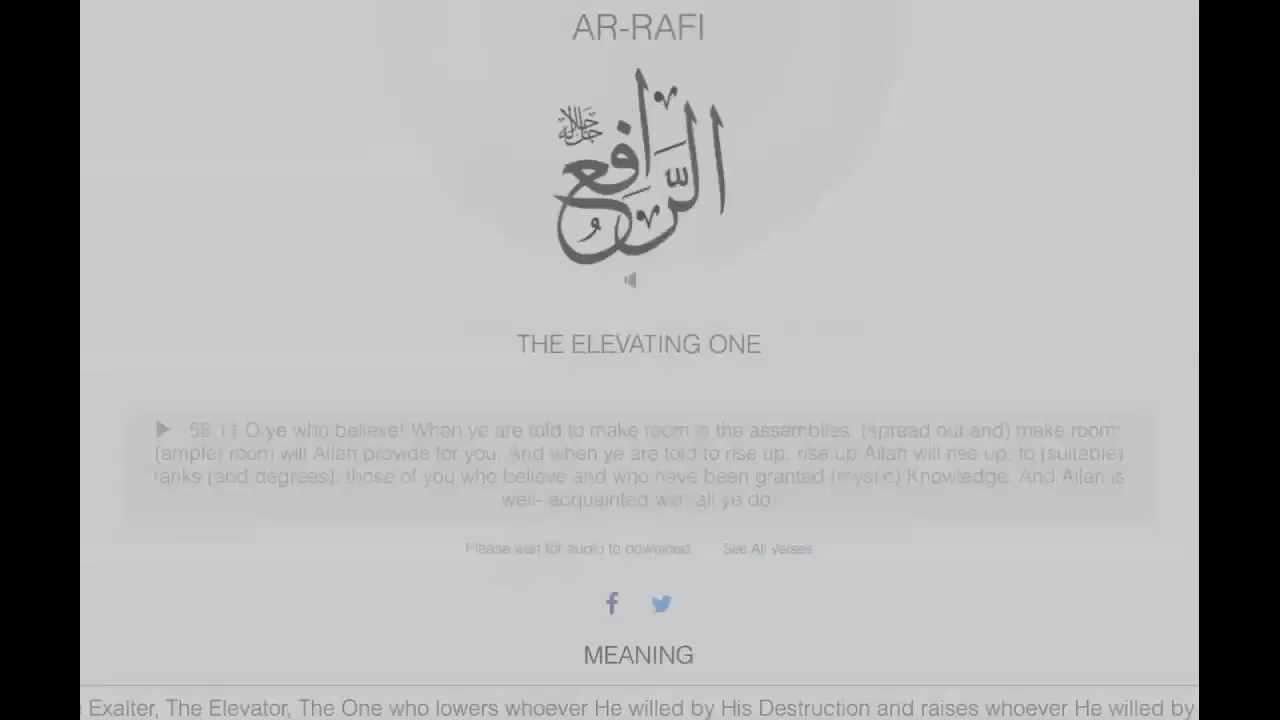 AR-RAFI
الرَّافِعُ
جل جلاله
THE ELEVATING ONE
58:11 O ye who believe! When ye are told to make room in the assemblies, (spread out and) make room:
(ample) room will Allah provide for you. And when ye are told to rise up, rise up Allah will rise up, to (suitable)
ranks (and degrees), those of you who believe and who have been granted (mystic) Knowledge. And Allah is
well- acquainted with all ye do.
Please wait for audio to download See All Verses
MEANING
Exalter, The Elevator, The One who lowers whoever He willed by His Destruction and raises whoever He willed by